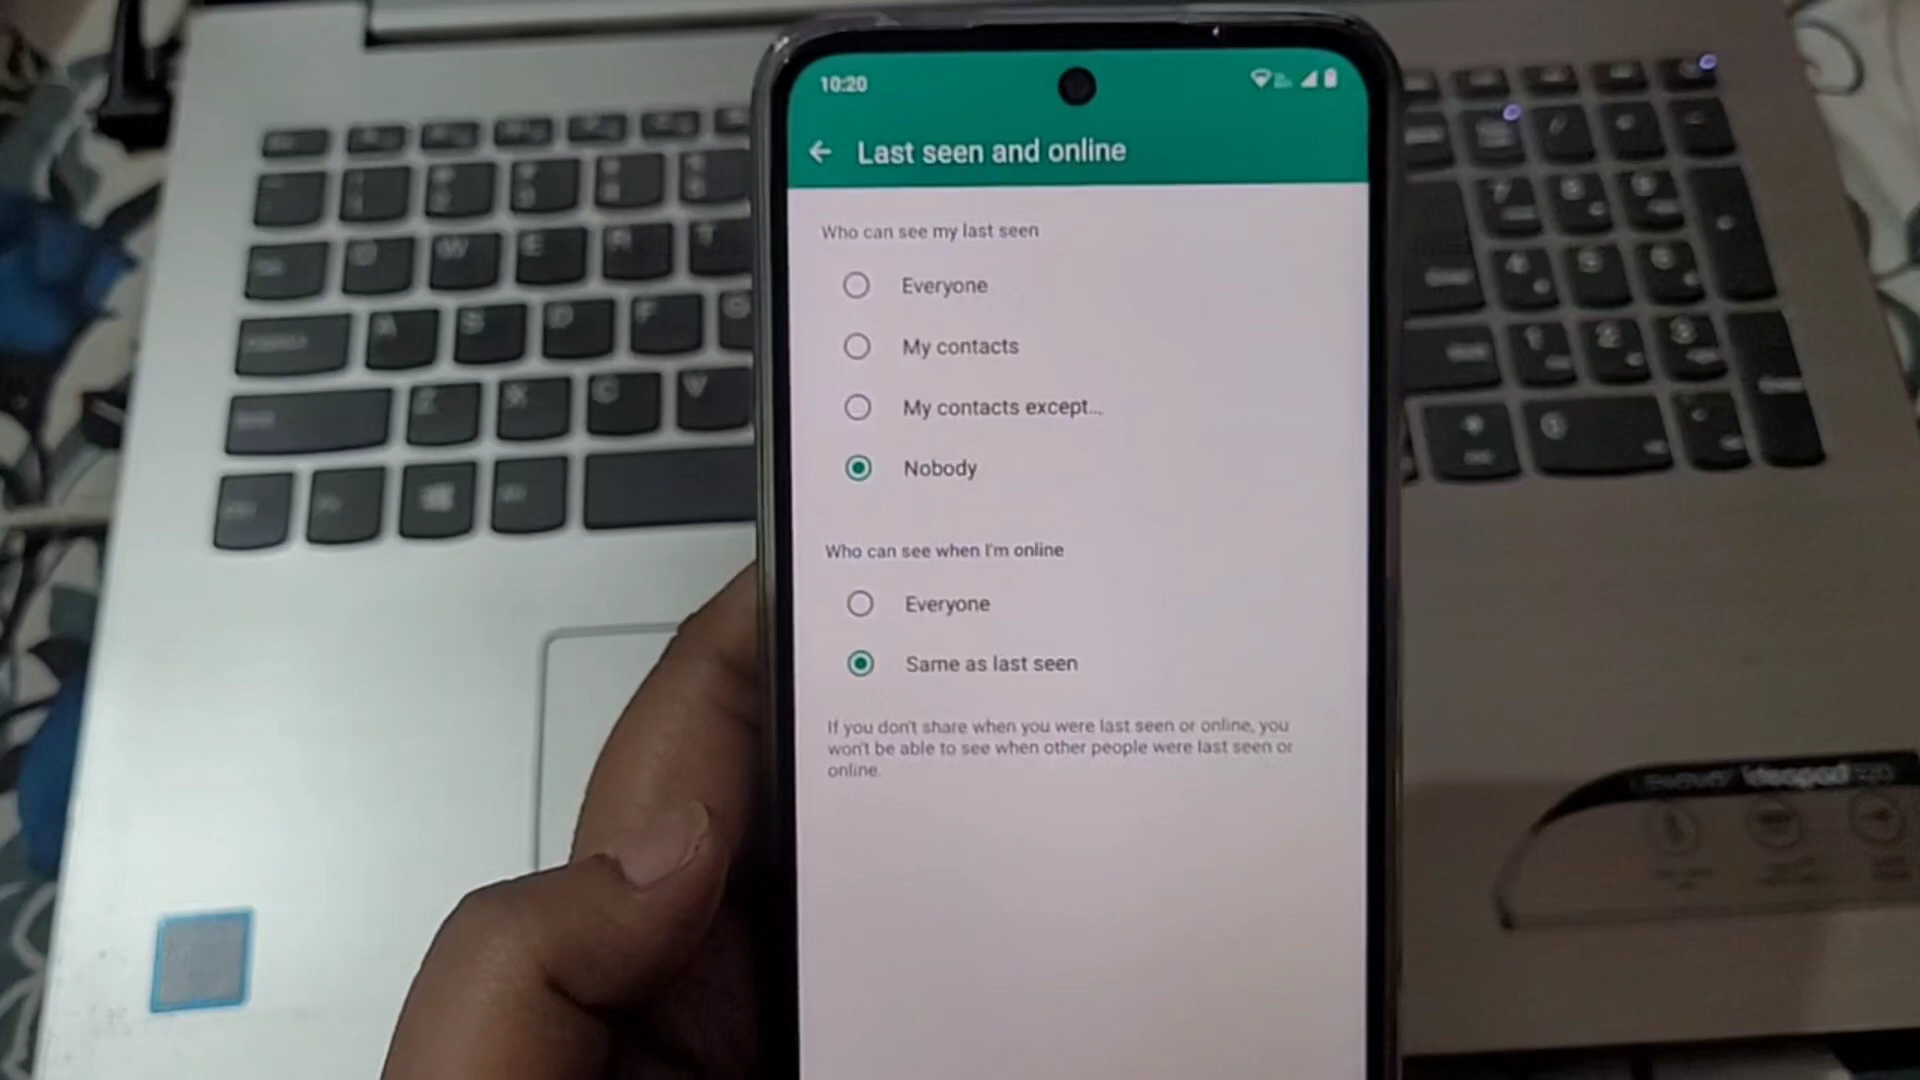 10:20
Last seen and online
Who can see my last seen
Everyone
My contacts
My contacts except...
Nobody
Who can see when I'm online
Everyone
Same as last seen
If you don't share when you were last seen or online, you
won't be able to see when other people were last seen or
online.
W
E
R
T
A
S
D
F
G
Z
X
C
V